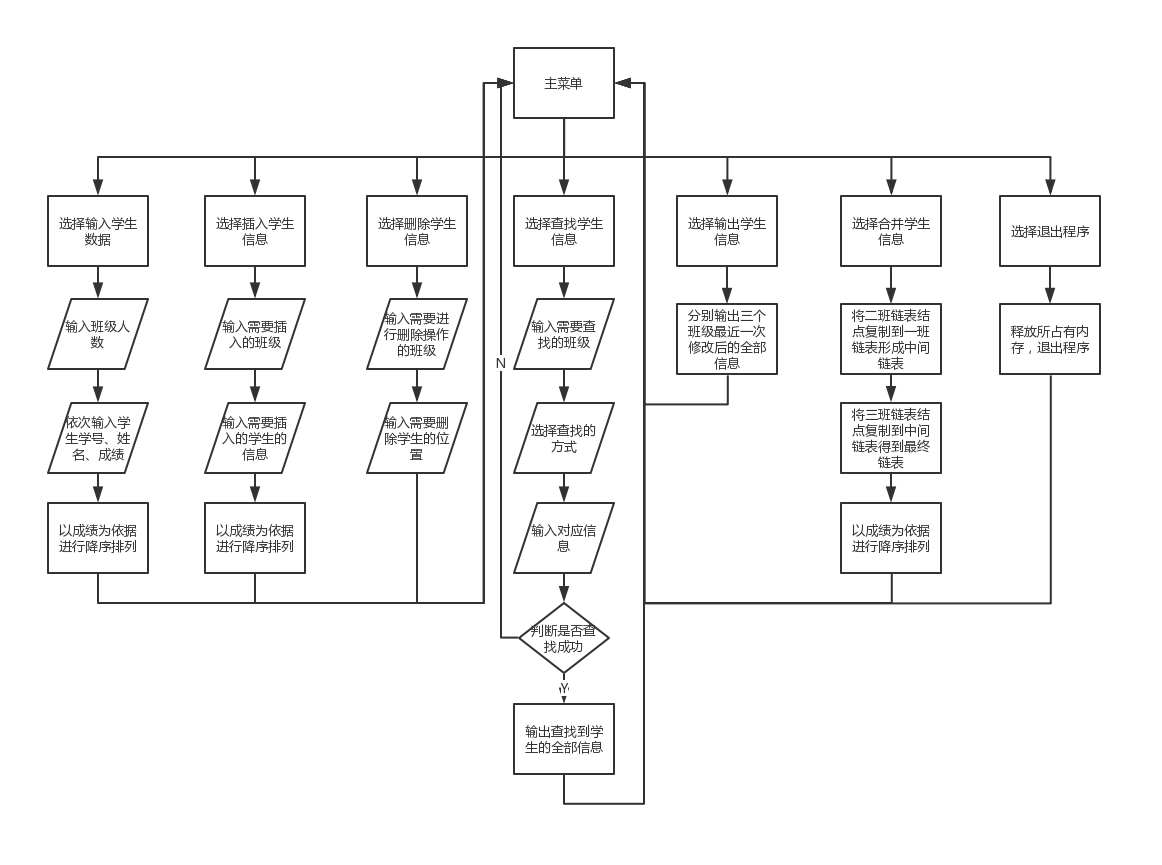 主菜单
选择输入学生
数据
选择插入学生
信息
选择删除学生
信息
选择查找学生
信息
选择输出学生
信息
选择合并学生
信息
选择退出程序
输入班级人
数
输入需要插
入的班级
输入需要进
行删除操作
的班级
输入需要查
找的班级
分别输出三个
班级最近一次
修改后的全部
信息
将二班链表结
点复制到一班
链表形成中间
链表
释放所占有内
存，退出程序
N
依次输入学
生学号、姓
名、成绩
输入需要插
入的学生的
信息
输入需要删
除学生的位
置
选择查找的
方式
将三班链表结
点复制到中间
链表得到最终
链表
以成绩为依据
进行降序排列
以成绩为依据
进行降序排列
输入对应信
息
以成绩为依据
进行降序排列
判断是否查
找成功
Y
输出查找到学
生的全部信息